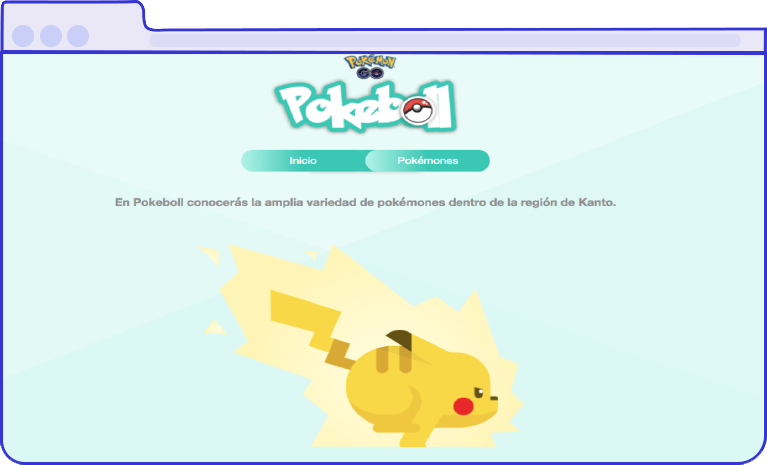 POKÉMON
GO
Pokeboll
Inicio
Pokémones
En Pokeboll conocerás la amplia variedad de pokémones dentro de la región de Kanto.